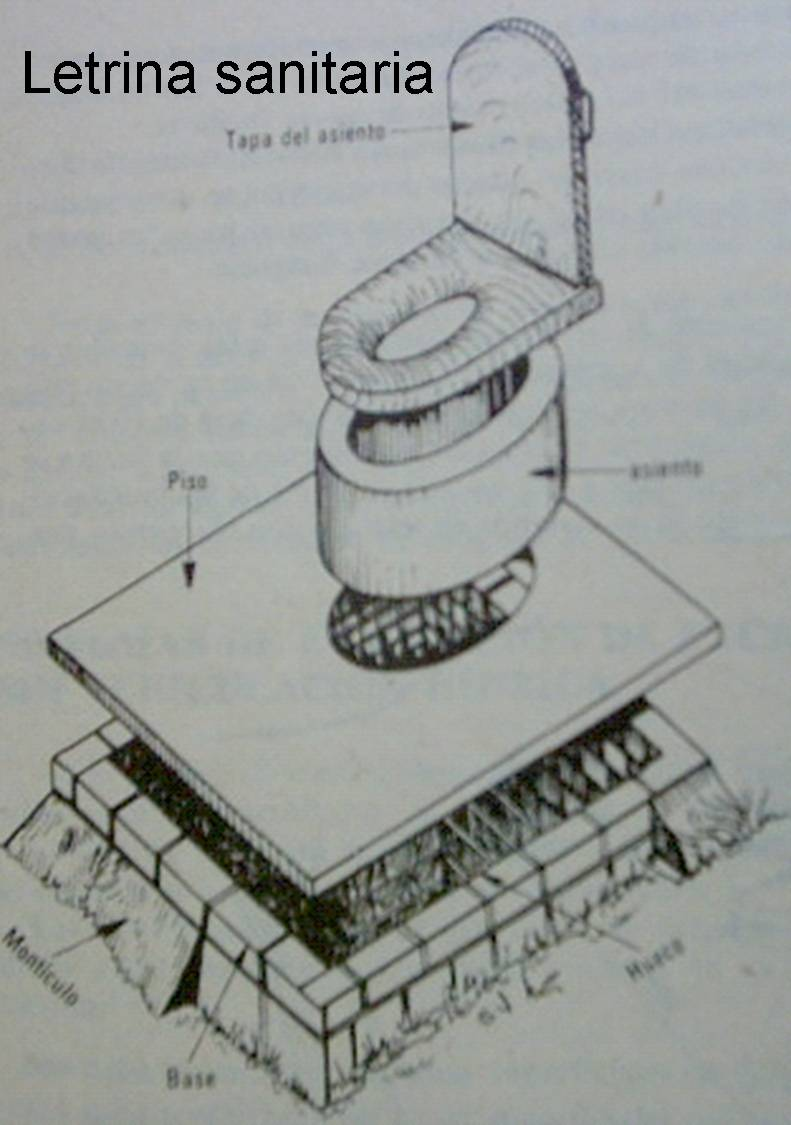 Letrina sanitaria
Tapa del asiento
asiento
Piso
Montículo
Hueco
Base